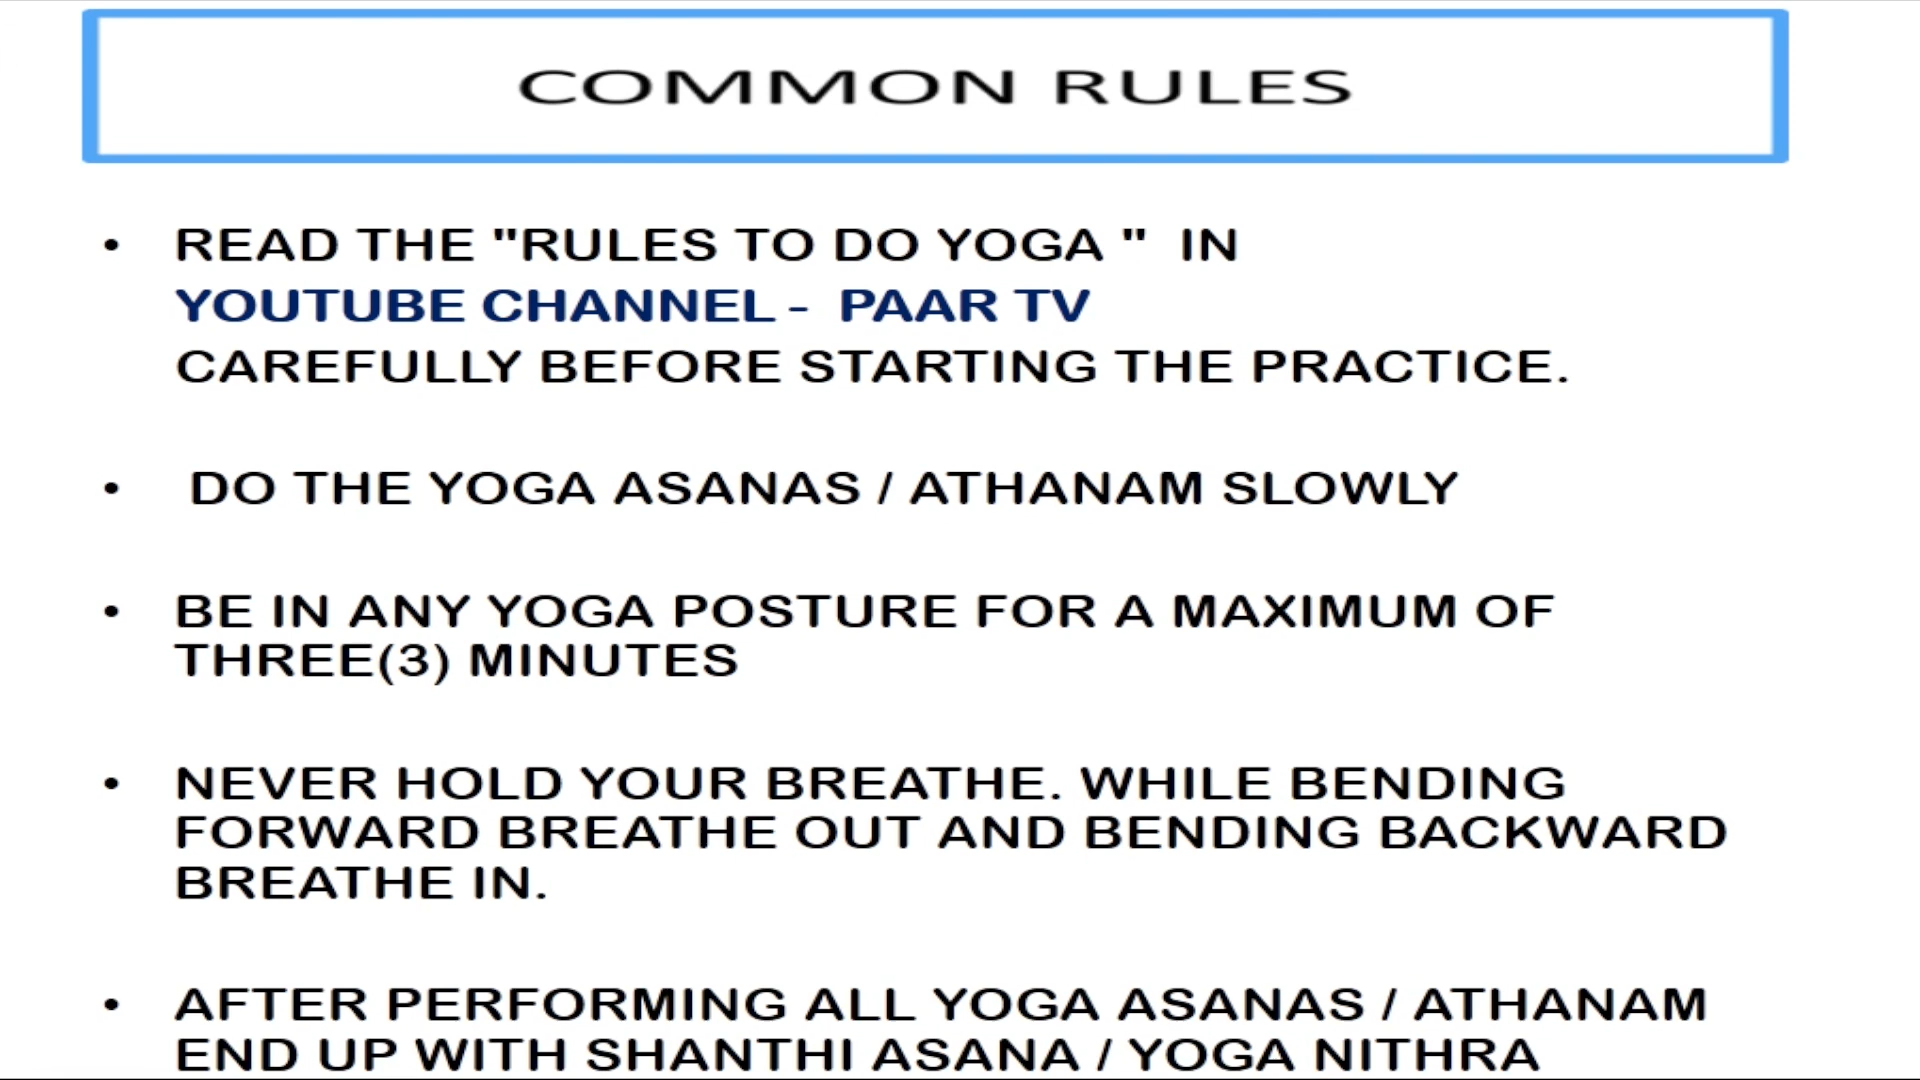 COMMON RULES
• READ THE "RULES TO DO YOGA " IN
YOUTUBE CHANNEL - PAAR TV
CAREFULLY BEFORE STARTING THE PRACTICE.
• DO THE YOGA ASANAS / ATHANAM SLOWLY
• BE IN ANY YOGA POSTURE FOR A MAXIMUM OF
THREE(3) MINUTES
• NEVER HOLD YOUR BREATHE. WHILE BENDING
FORWARD BREATHE OUT AND BENDING BACKWARD
BREATHE IN.
• AFTER PERFORMING ALL YOGA ASANAS / ATHANAM
END UP WITH SHANTHI ASANA / YOGA NITHRA